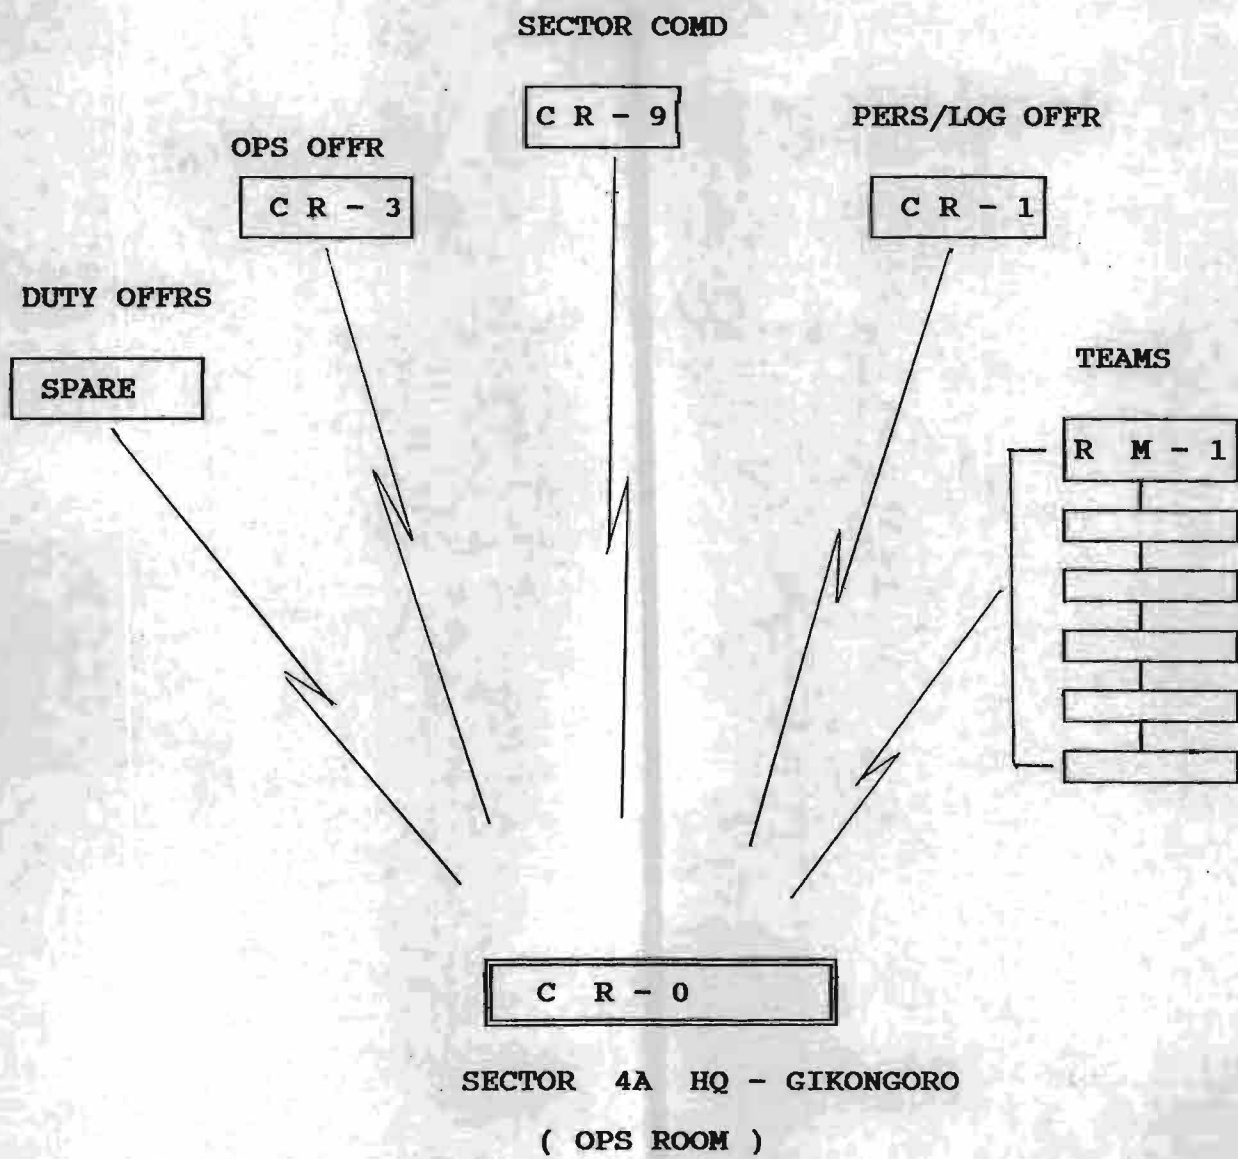 SECTOR COMD
C R - 9
PERS/LOG OFFR
OPS OFFR
C R - 3
C R - 1
DUTY OFFRS
SPARE
TEAMS
R M - 1
C R - 0
SECTOR 4A HQ - GIKONGORO
( OPS ROOM )